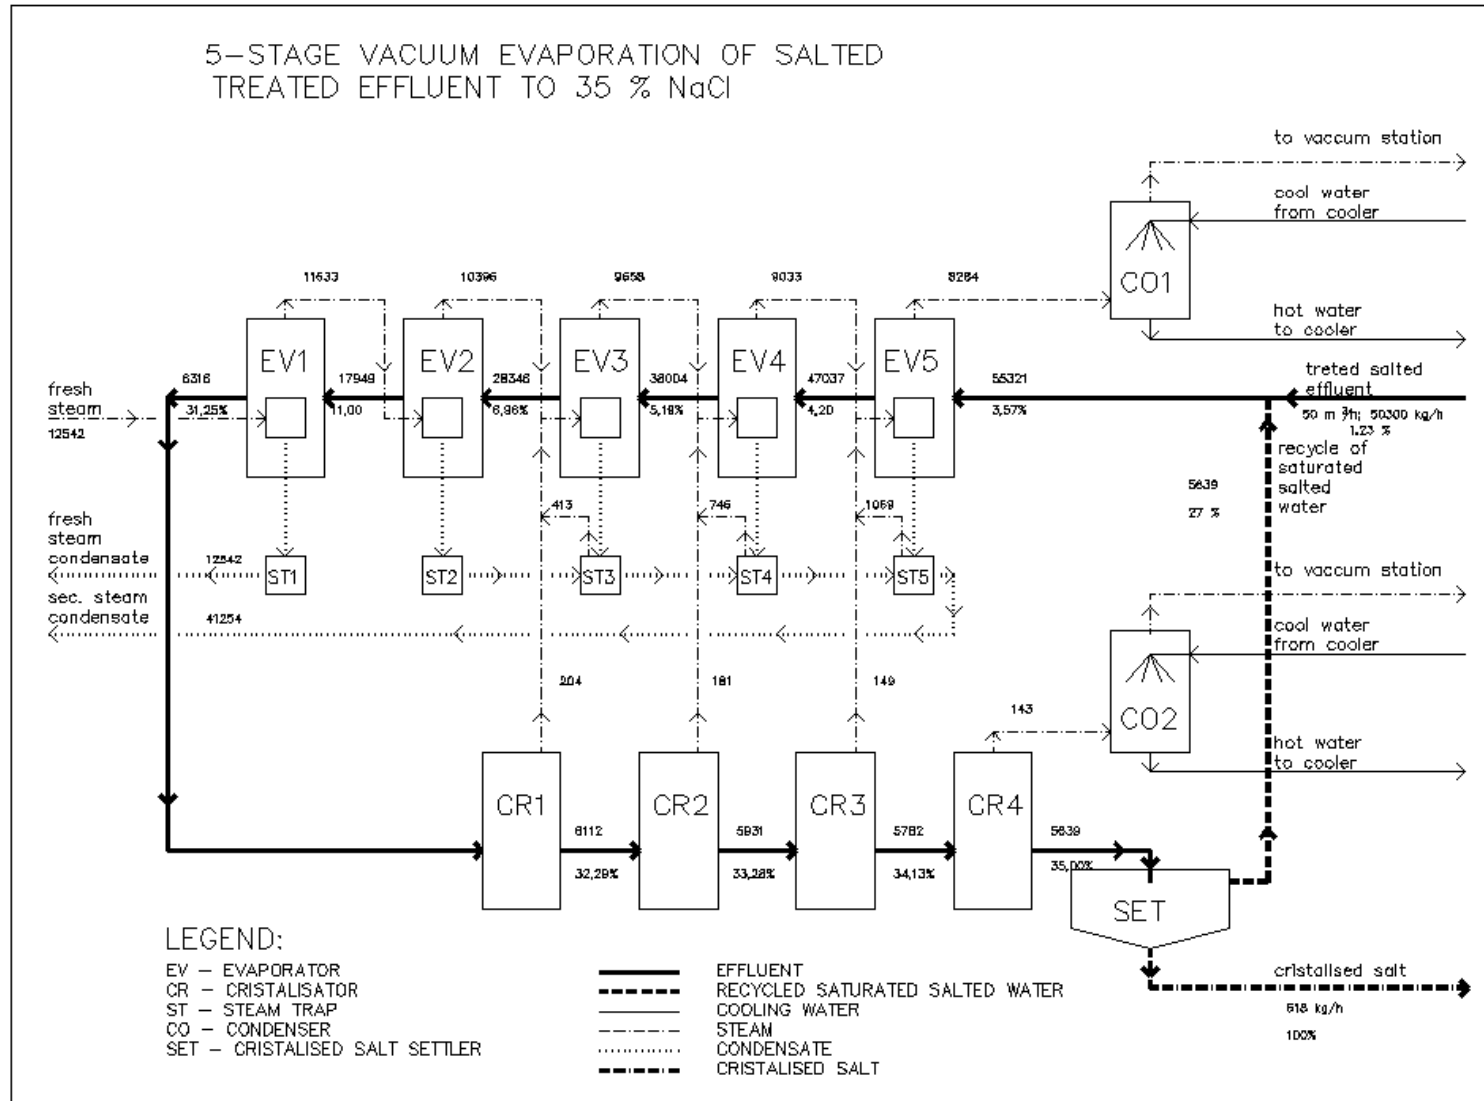 5-STAGE VACUUM EVAPORATION OF SALTED
TREATED EFFLUENT TO 35 % NaCl
to vaccum station
cool water
from cooler
CO1
hot water
to cooler
11633
10396
9658
9033
8284
EV1
EV2
EV3
EV4
EV5
fresh
steam
12542
6316
31,25%
17949
11,00
28346
6,96%
38004
5,18%
47037
4,20
55321
3,57%
treted salted
effluent
50 m³/h; 50300 kg/h
1.23 %
recycle of
saturated
salted
water
5639
27 %
413
746
1059
fresh
steam
condensate
12542
ST1
ST2
ST3
ST4
ST5
sec. steam
condensate
41254
to vaccum station
cool water
from cooler
CO2
hot water
to cooler
204
181
149
143
CR1
CR2
CR3
CR4
6112
32,29%
5931
33,28%
5782
34,13%
5639
35,00%
SET
cristalised salt
618 kg/h
100%
LEGEND:
EV - EVAPORATOR
CR - CRISTALISATOR
ST - STEAM TRAP
CO - CONDENSER
SET - CRISTALISED SALT SETTLER
EFFLUENT
RECYCLED SATURATED SALTED WATER
COOLING WATER
STEAM
CONDENSATE
CRISTALISED SALT